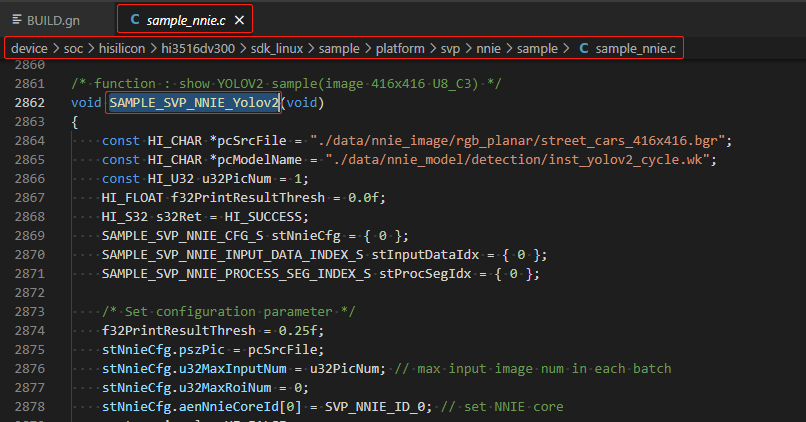 BUILD.gn
C sample_nnie.c ×
device > soc > hisilicon > hi3516dv300 > sdk_linux > sample > platform > svp > nnie > sample > C sample_nnie.c
2860
2861 /* function : show YOLOV2 sample(image 416x416 U8_C3) */
2862 void SAMPLE_SVP_NNIE_Yolov2(void)
2863 {
2864     const HI_CHAR *pcSrcFile = "./data/nnie_image/rgb_planar/street_cars_416x416.bgr";
2865     const HI_CHAR *pcModelName = "./data/nnie_model/detection/inst_yolov2_cycle.wk";
2866     const HI_U32 u32PicNum = 1;
2867     HI_FLOAT f32PrintResultThresh = 0.0f;
2868     HI_S32 s32Ret = HI_SUCCESS;
2869     SAMPLE_SVP_NNIE_CFG_S stNnieCfg = { 0 };
2870     SAMPLE_SVP_NNIE_INPUT_DATA_INDEX_S stInputDataIdx = { 0 };
2871     SAMPLE_SVP_NNIE_PROCESS_SEG_INDEX_S stProcSegIdx = { 0 };
2872
2873     /* Set configuration parameter */
2874     f32PrintResultThresh = 0.25f;
2875     stNnieCfg.pszPic = pcSrcFile;
2876     stNnieCfg.u32MaxInputNum = u32PicNum; // max input image num in each batch
2877     stNnieCfg.u32MaxRoiNum = 0;
2878     stNnieCfg.aenNnieCoreId[0] = SVP_NNIE_ID_0; // set NNIE core